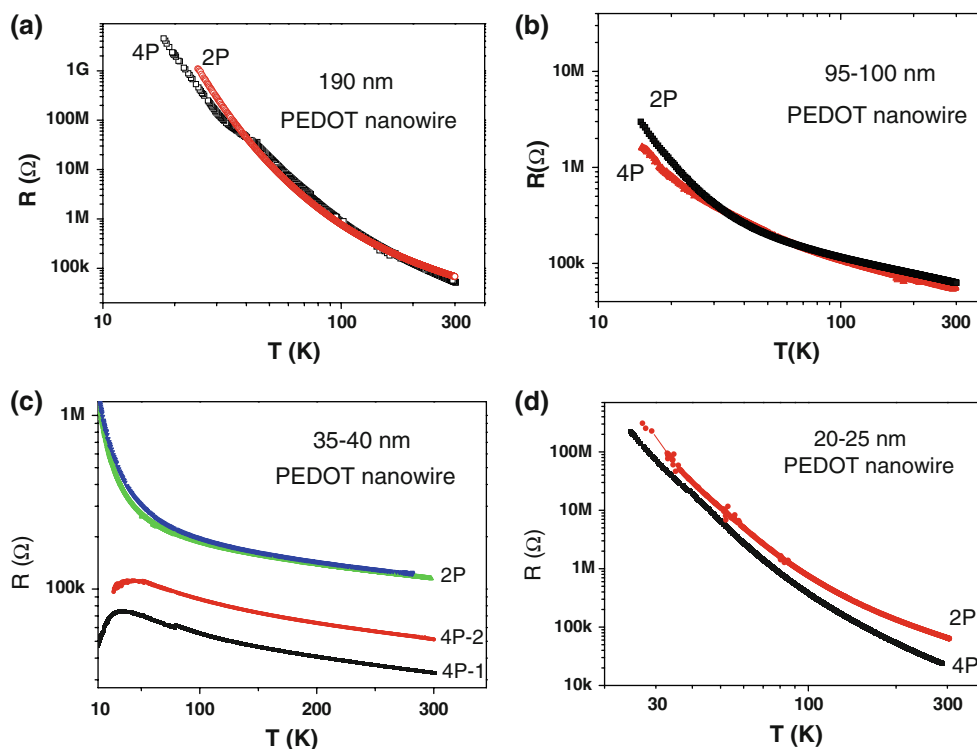 (a)
4P
2P
190 nm
PEDOT nanowire
1G
100M
10M
1M
100k
R (Ω)
10
100
300
T (K)
(b)
95-100 nm
PEDOT nanowire
2P
4P
10M
1M
100k
R(Ω)
10
100
300
T(K)
(c)
35-40 nm
PEDOT nanowire
1M
100k
R (Ω)
2P
4P-2
4P-1
10
100
200
300
T (K)
(d)
20-25 nm
PEDOT nanowire
100M
10M
1M
100k
10k
R (Ω)
2P
4P
30
100
300
T (K)